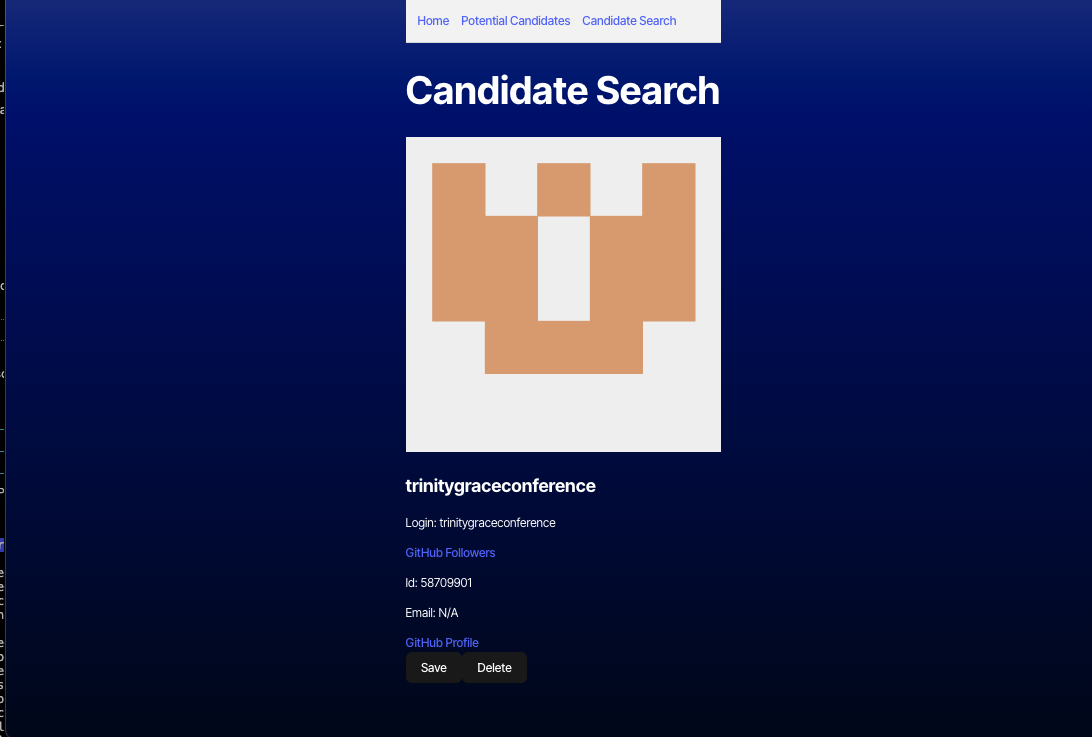 Home Potential Candidates Candidate Search
Candidate Search
trinitygraceconference
Login: trinitygraceconference
GitHub Followers
Id: 58709901
Email: N/A
GitHub Profile
Save Delete